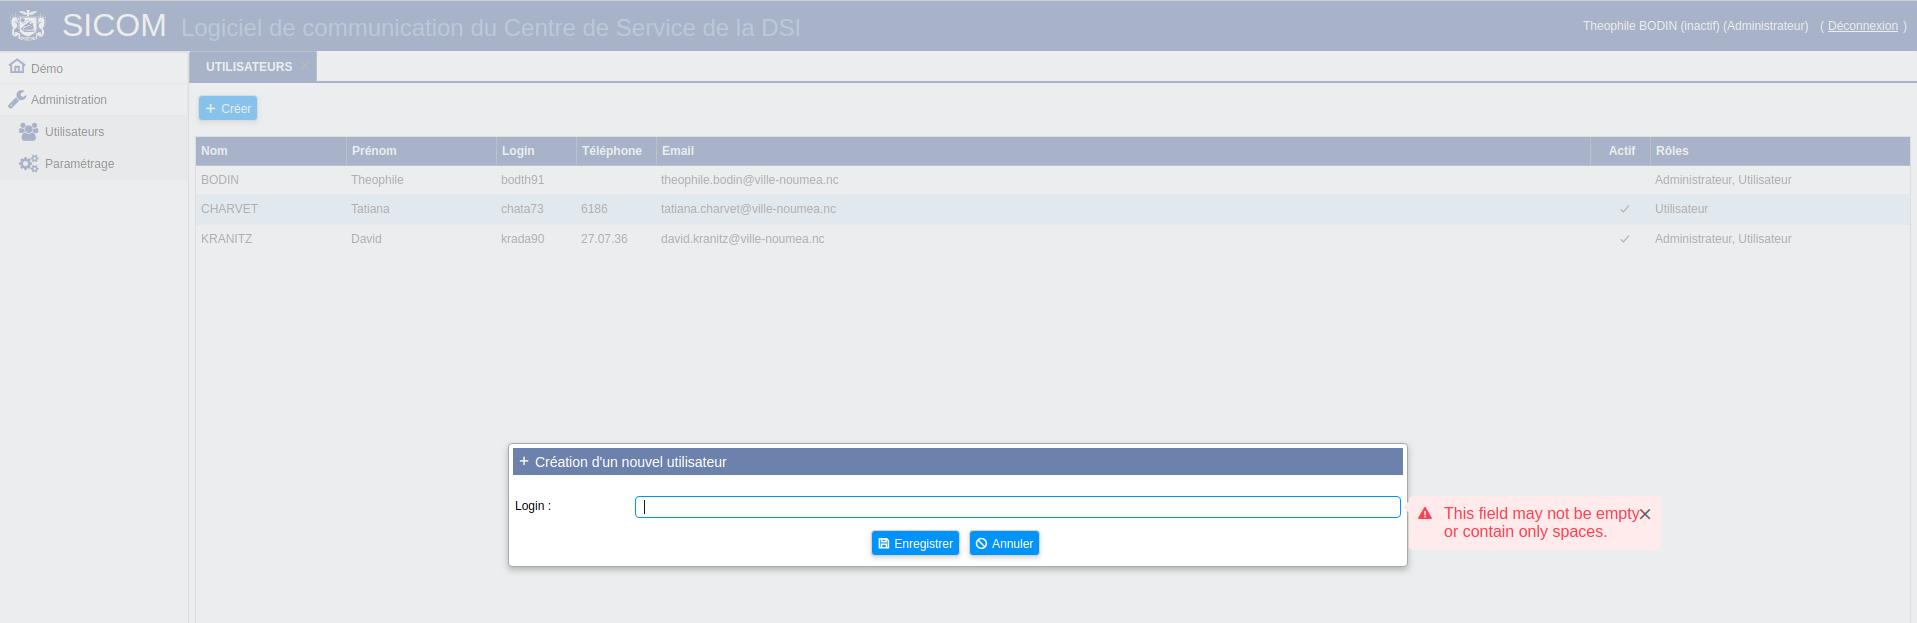 SICOM Logiciel de communication du Centre de Service de la DSI
Theophile BODIN (inactif) (Administrateur) ( Déconnexion )
Démo
Administration
Utilisateurs
Paramétrage
UTILISATEURS
Créer
Nom Prénom Login Téléphone Email Actif Rôles
BODIN Theophile bodth91 theophile.bodin@ville-noumea.nc Administrateur, Utilisateur
CHARVET Tatiana chata73 6186 tatiana.charvet@ville-noumea.nc Utilisateur
KRANITZ David krada90 27.07.36 david.kranitz@ville-noumea.nc Administrateur, Utilisateur
Création d'un nouvel utilisateur
Login :
This field may not be empty
or contain only spaces.
Enregistrer Annuler